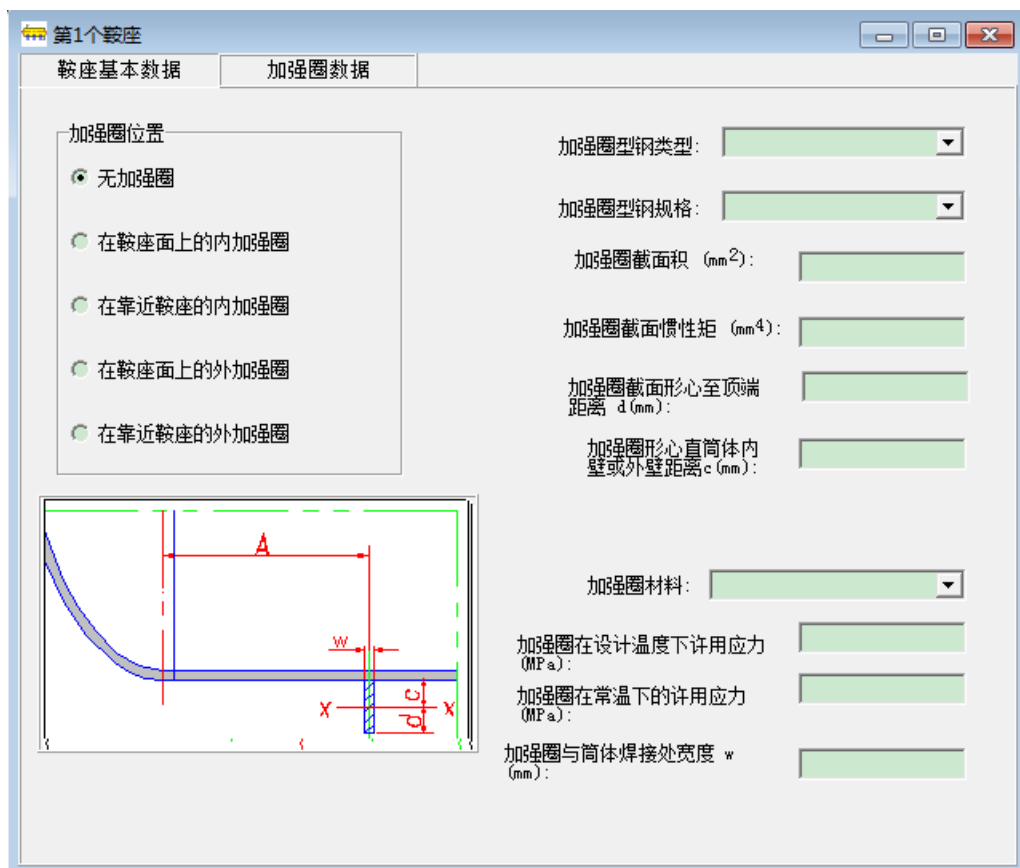 第1个鞍座
鞍座基本数据
加强圈数据
加强圈位置
无加强圈
在鞍座面上的内加强圈
在靠近鞍座的内加强圈
在鞍座面上的外加强圈
在靠近鞍座的外加强圈
加强圈型钢类型:
加强圈型钢规格:
加强圈截面积 (mm2):
加强圈截面惯性矩 (mm4):
加强圈截面形心至顶端
距离 d(mm):
加强圈形心直筒体内
壁或外壁距离c(mm):
加强圈材料:
加强圈在设计温度下许用应力
(MPa):
加强圈在常温下的许用应力
(MPa):
加强圈与筒体焊接处宽度 w
(mm):
A
w
c
X
X
d